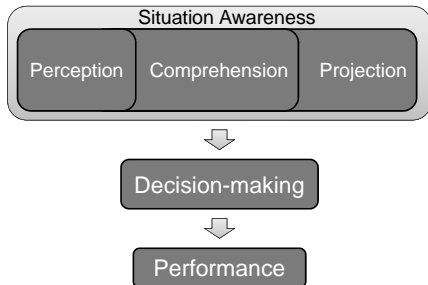 Situation Awareness
Perception Comprehension Projection
Decision-making
Performance